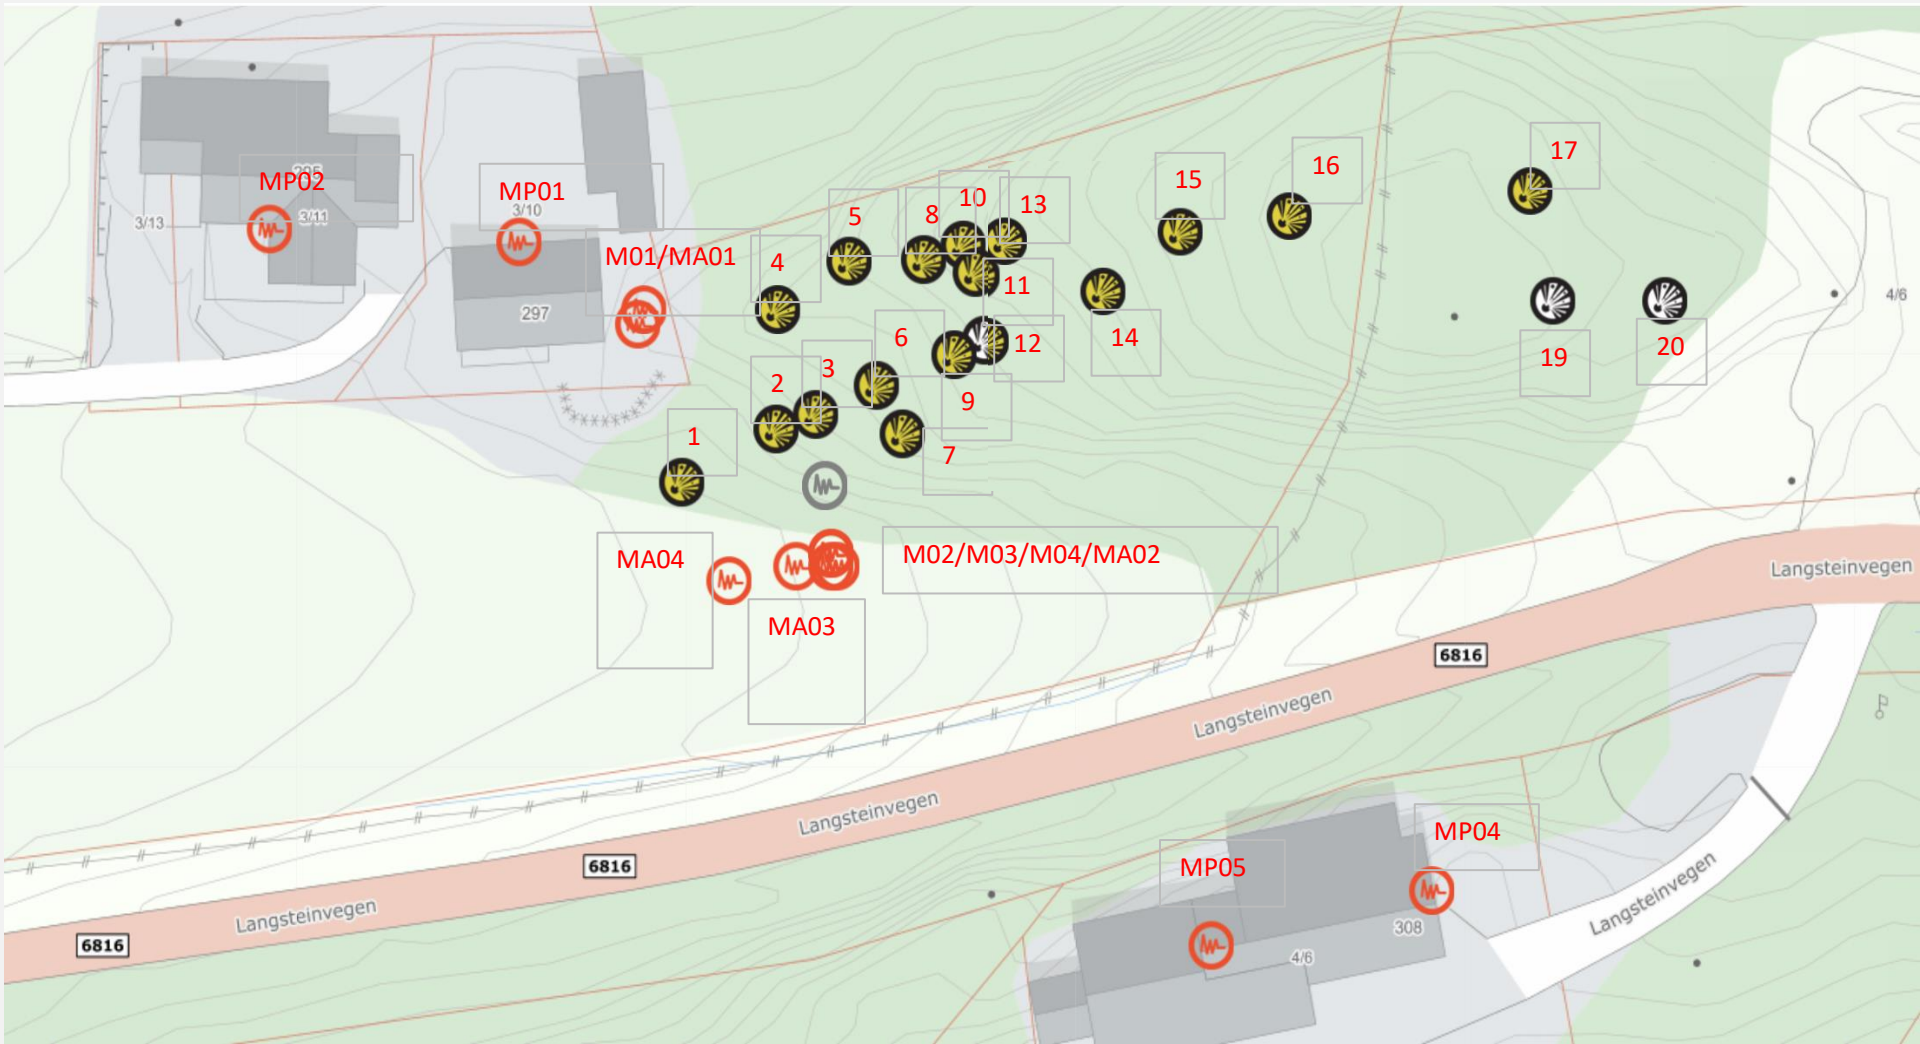 17
16
295
15
MP02
MP01
10
13
5
8
3/10
3/13
3/11
M01/MA01
4
11
4/6
297
14
6
12
20
19
3
2
9
1
7
MA04
M02/M03/M04/MA02
Langsteinvegen
MA03
6816
Langsteinvegen
Langsteinvegen
MP04
6816
MP05
Langsteinvegen
Langsteinvegen
308
6816
4/6